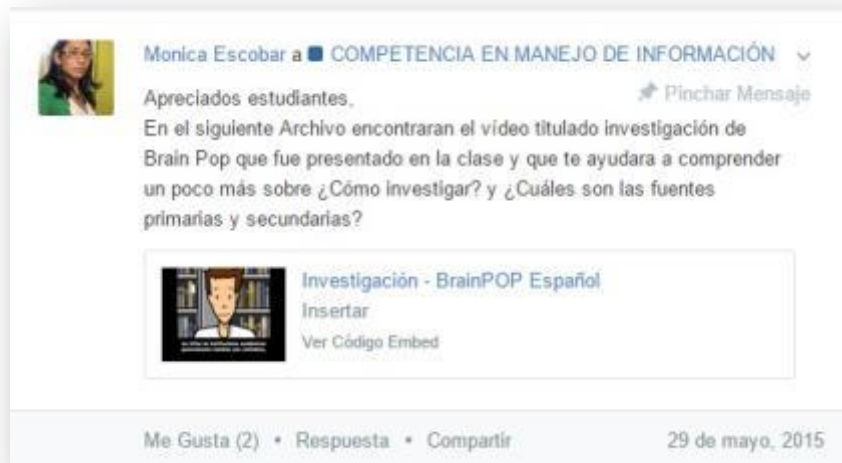 Monica Escobar a COMPETENCIA EN MANEJO DE INFORMACIÓN
Pinchar Mensaje
Apreciados estudiantes,
En el siguiente Archivo encontraran el vídeo titulado investigación de
Brain Pop que fue presentado en la clase y que te ayudara a comprender
un poco más sobre ¿Cómo investigar? y ¿Cuáles son las fuentes
primarias y secundarias?
Investigación - BrainPOP Español
Insertar
Ver Código Embed
Me Gusta (2) • Respuesta • Compartir
29 de mayo, 2015